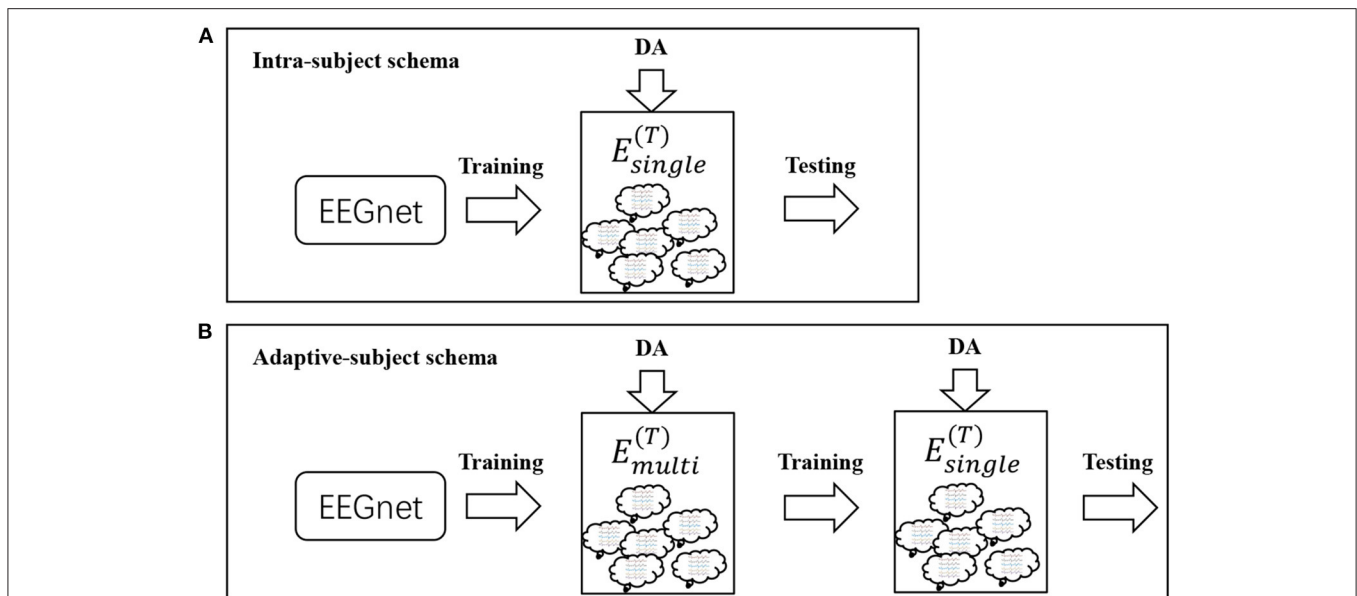 A
Intra-subject schema
DA
E_{single}^{(T)}
Training
Testing
EEGnet
B
Adaptive-subject schema
DA
DA
E_{multi}^{(T)}
E_{single}^{(T)}
Training
Training
Testing
EEGnet